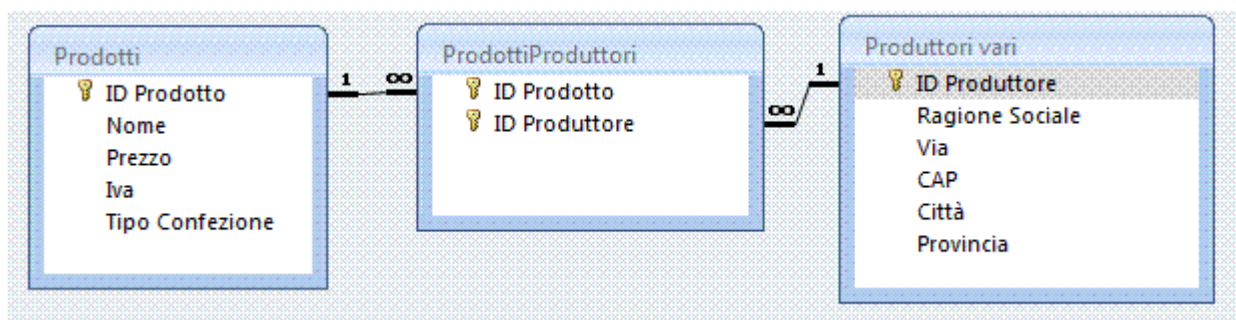 Prodotti
ID Prodotto
Nome
Prezzo
Iva
Tipo Confezione
1 ∞
ProdottiProduttori
ID Prodotto
ID Produttore
∞ 1
Produttori vari
ID Produttore
Ragione Sociale
Via
CAP
Città
Provincia